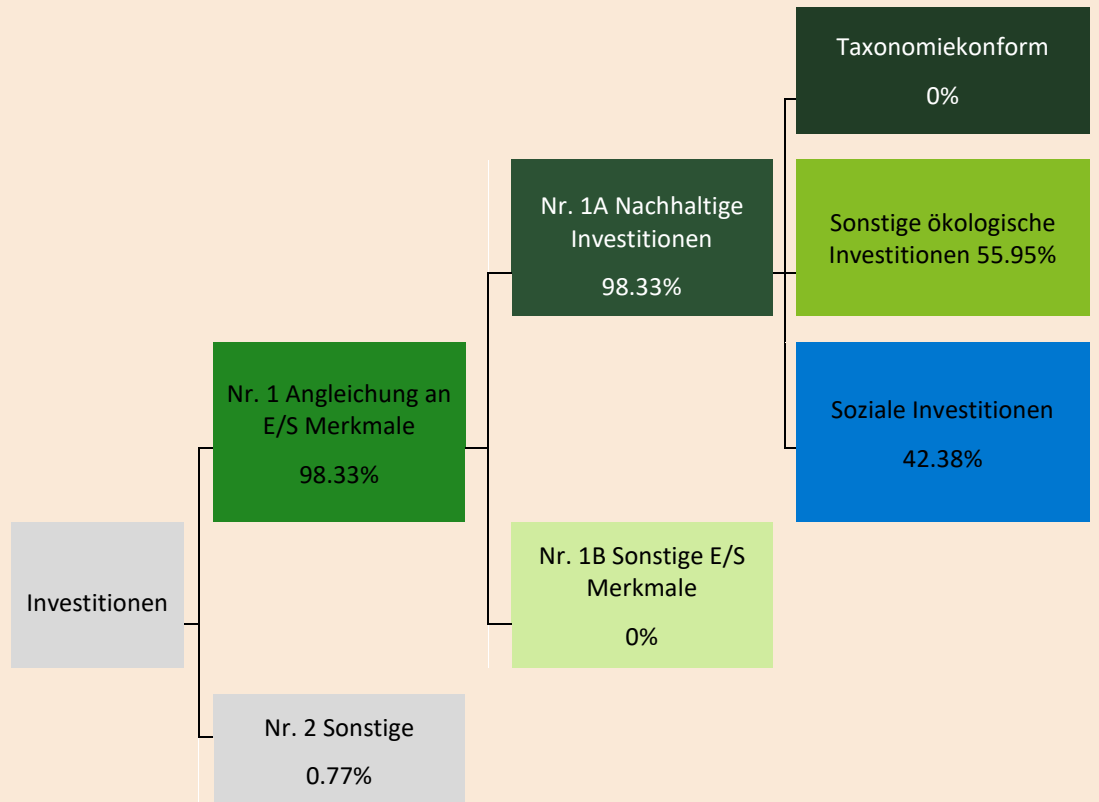 Taxonomiekonform
0%
Nr. 1A Nachhaltige
Investitionen
98.33%
Sonstige ökologische
Investitionen 55.95%
Nr. 1 Angleichung an
E/S Merkmale
98.33%
Soziale Investitionen
42.38%
Investitionen
Nr. 1B Sonstige E/S
Merkmale
0%
Nr. 2 Sonstige
0.77%